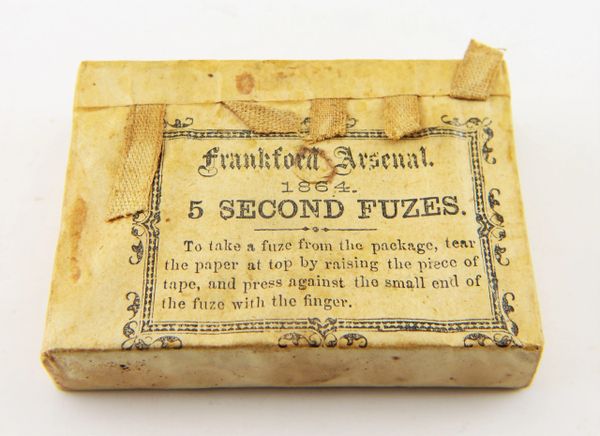 Frankford Arsenal.
1864.
5 SECOND FUZES.
To take a fuze from the package, tear
the paper at top by raising the piece of
tape, and press against the small end of
the fuze with the finger.